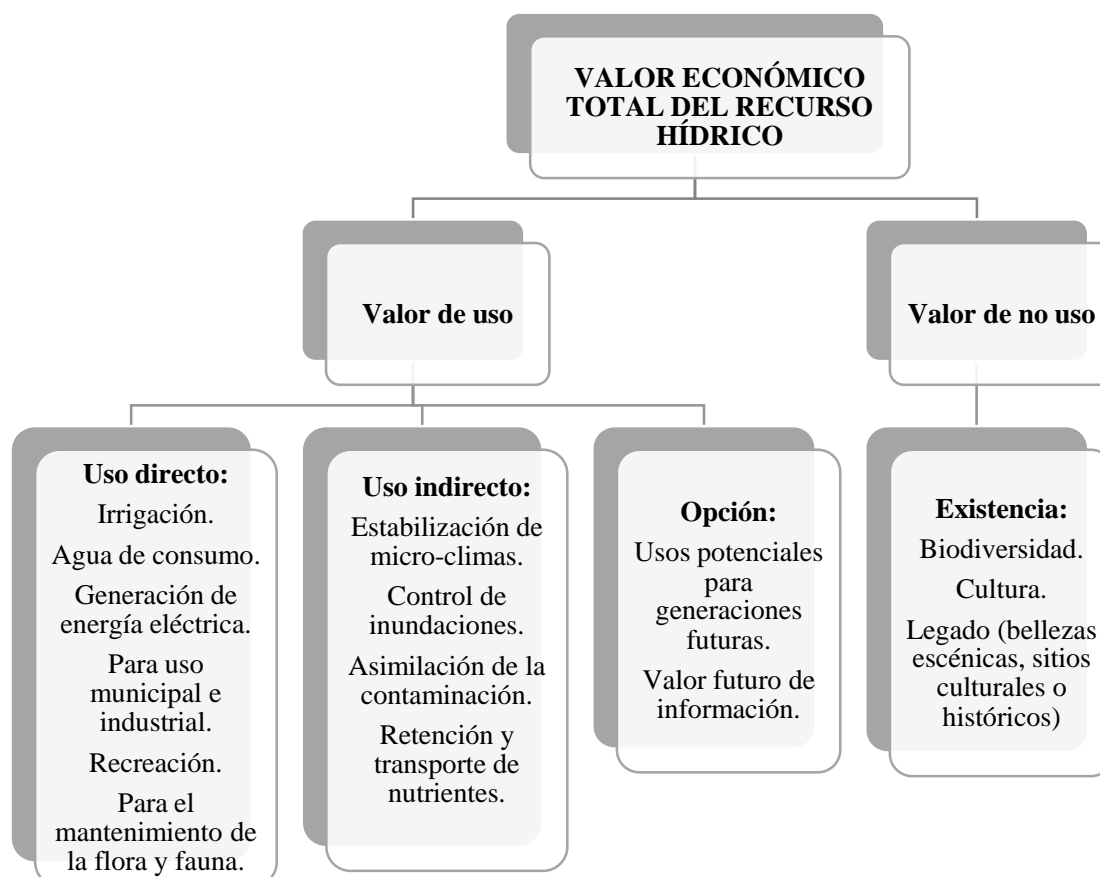 VALOR ECONÓMICO
TOTAL DEL RECURSO
HÍDRICO
Valor de uso
Valor de no uso
Uso directo:
Irrigación.
Agua de consumo.
Generación de
energía eléctrica.
Para uso
municipal e
industrial.
Recreación.
Para el
mantenimiento de
la flora y fauna.
Uso indirecto:
Estabilización de
micro-climas.
Control de
inundaciones.
Asimilación de la
contaminación.
Retención y
transporte de
nutrientes.
Opción:
Usos potenciales
para
generaciones
futuras.
Valor futuro de
información.
Existencia:
Biodiversidad.
Cultura.
Legado (bellezas
escénicas, sitios
culturales o
históricos)